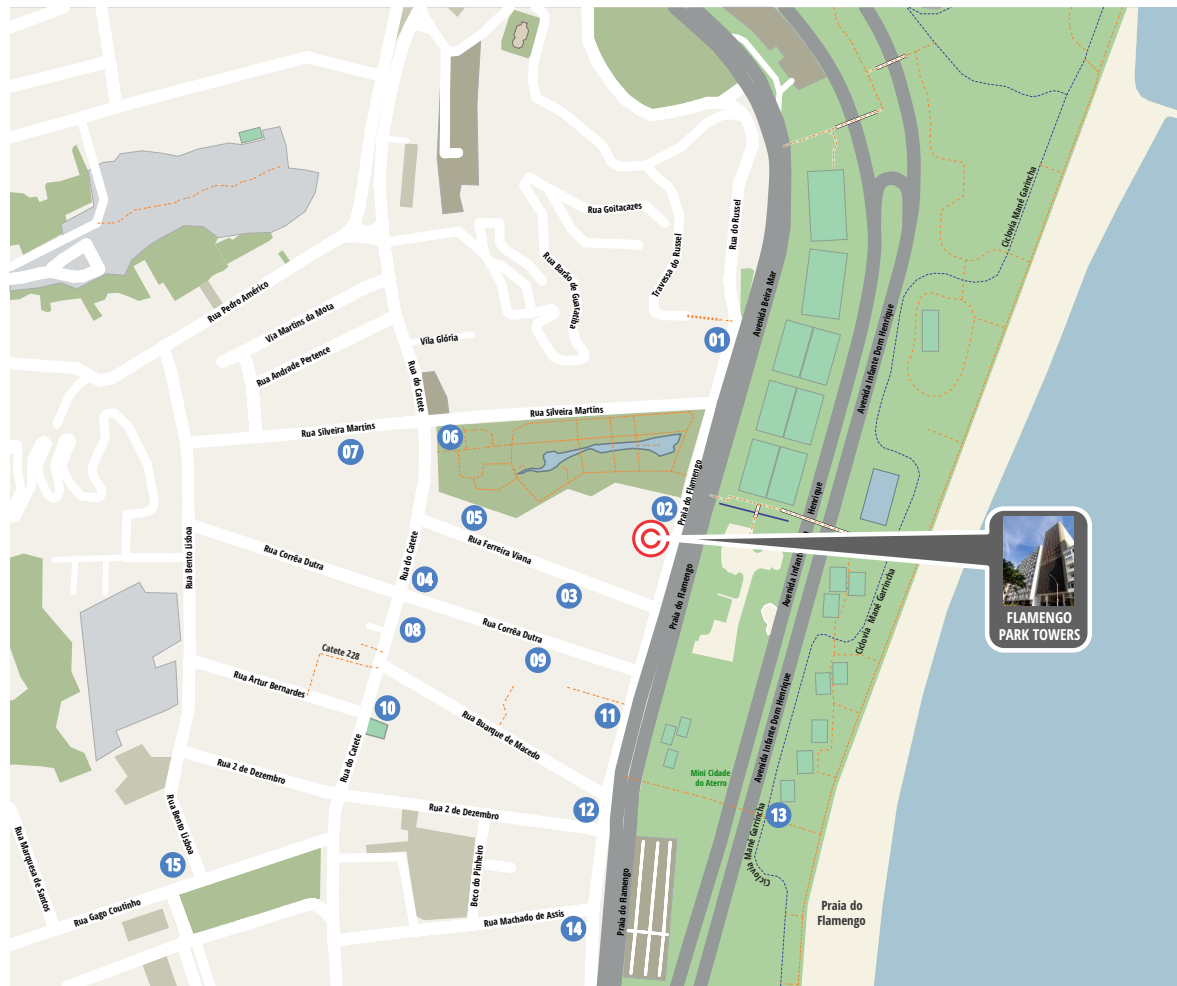 Rua Goitacazes
Rua do Russel
Travessa do Russel
Ciclovia Mané Garrincha
Rua Barão de Guaratiba
Rua Pedro Américo
Via Martins da Mota
Avenida Beira Mar
Vila Glória
01
Rua Andrade Pertence
Avenida Infante Dom Henrique
Rua do Catete
Rua Silveira Martins
Rua Silveira Martins
06
07
Praia do Flamengo
02
05
Henrique
Rua Bento Lisboa
Rua Corrêa Dutra
Rua do Catete
Rua Ferreira Viana
Avenida Infante
04
03
Praia do Flamengo
Ciclovia Mané Garrincha
FLAMENGO
PARK TOWERS
08
Rua Corrêa Dutra
Catete 228
09
Rua Artur Bernardes
10
11
Rua Buarque de Macedo
Avenida Infante Dom Henrique
Rua do Catete
Rua 2 de Dezembro
Mini Cidade
do Aterro
Rua 2 de Dezembro
12
13
Rua Bento Lisboa
Ciclovia Mané Garrincha
Rua Marquesa de Santos
15
Beco do Pinheiro
Rua Gago Coutinho
Rua Machado de Assis
14
Praia do Flamengo
Praia do
Flamengo